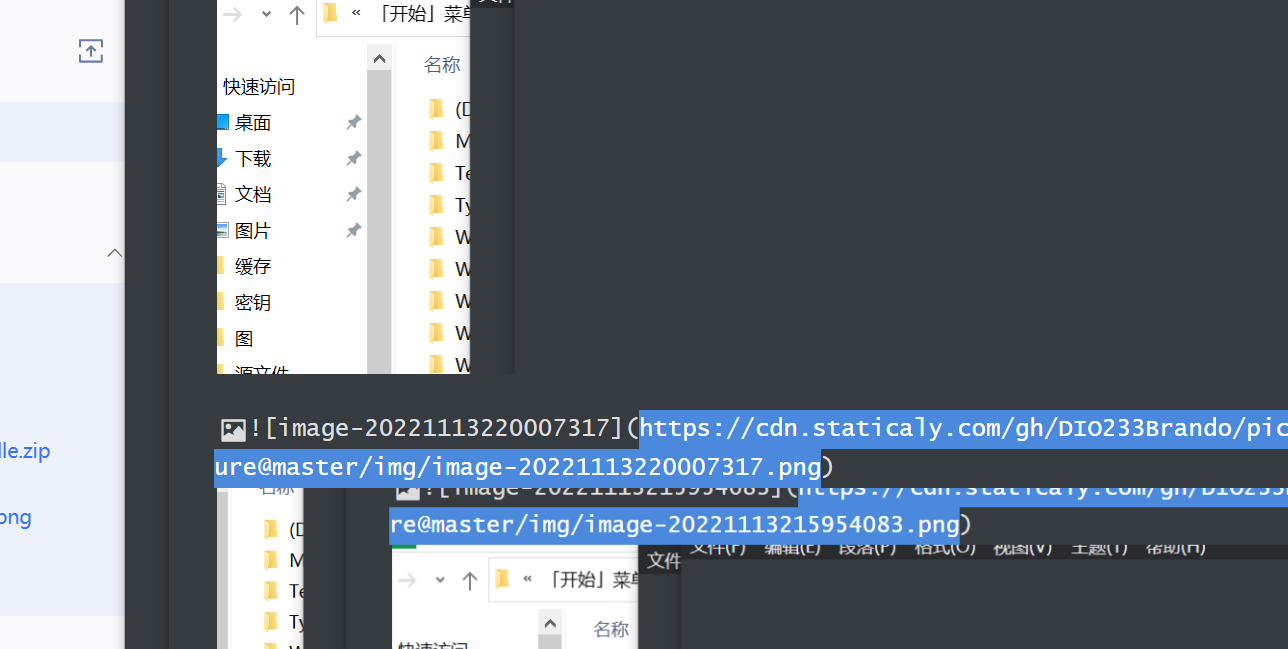 « 「开始」菜单
名称
快速访问
桌面
下载
文档
图片
缓存
密钥
图
源文件
(D
M
Te
Ty
W
W
W
W
W
![image-20221113220007317](https://cdn.staticaly.com/gh/DIO233Brando/pic
ure@master/img/image-20221113220007317.png)
lle.zip
png
名称
![image-20221113215954083](https://cdn.staticaly.com/gh/DIO233
re@master/img/image-20221113215954083.png)
(D
M
Te
Ty
文件
文件(F) 编辑(E) 段落(P) 格式(O) 视图(V) 主题(T) 帮助(H)
« 「开始」菜单
名称
快速访问